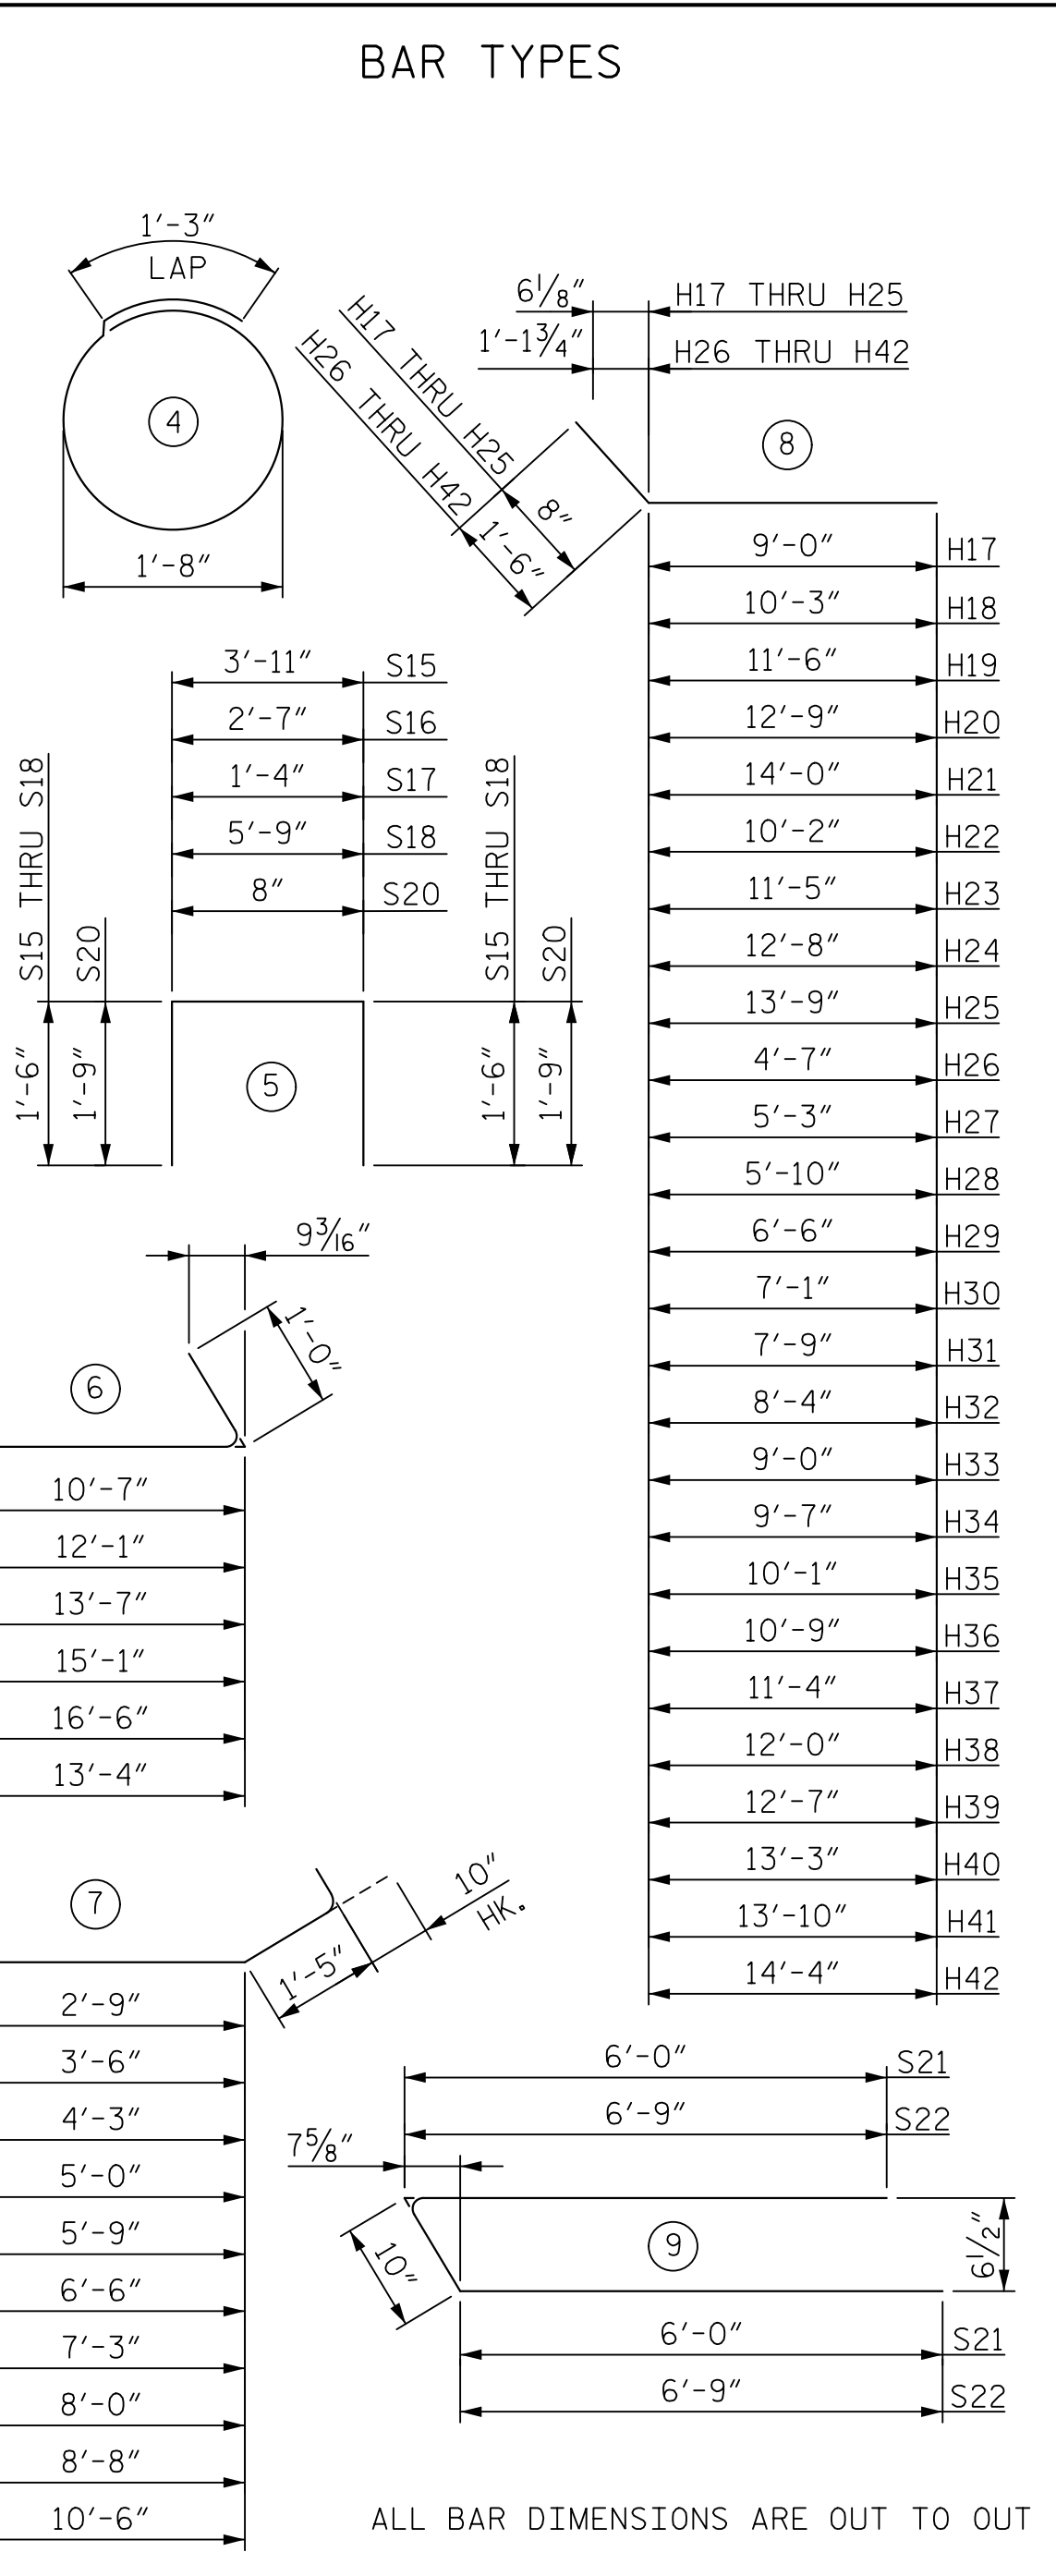 BAR TYPES
1'-3"
LAP
4
1'-8"
6 1/8" H17 THRU H25
1'-1 3/4" H26 THRU H42
H17 THRU H25
H26 THRU H42
8"
1'-6"
8
9'-0" H17
10'-3" H18
11'-6" H19
12'-9" H20
14'-0" H21
10'-2" H22
11'-5" H23
12'-8" H24
13'-9" H25
4'-7" H26
5'-3" H27
5'-10" H28
6'-6" H29
7'-1" H30
7'-9" H31
8'-4" H32
9'-0" H33
9'-7" H34
10'-1" H35
10'-9" H36
11'-4" H37
12'-0" H38
12'-7" H39
13'-3" H40
13'-10" H41
14'-4" H42
3'-11" S15
2'-7" S16
1'-4" S17
5'-9" S18
8" S20
S15 THRU S18
S20
S15 THRU S18
S20
1'-6"
1'-9"
5
1'-6"
1'-9"
9 3/16"
1'-0"
6
10'-7"
12'-1"
13'-7"
15'-1"
16'-6"
13'-4"
7
10"
HK.
1'-5"
2'-9"
3'-6"
4'-3"
5'-0"
5'-9"
6'-6"
7'-3"
8'-0"
8'-8"
10'-6"
6'-0" S21
6'-9" S22
7 5/8"
10"
9
6 1/2"
6'-0" S21
6'-9" S22
ALL BAR DIMENSIONS ARE OUT TO OUT